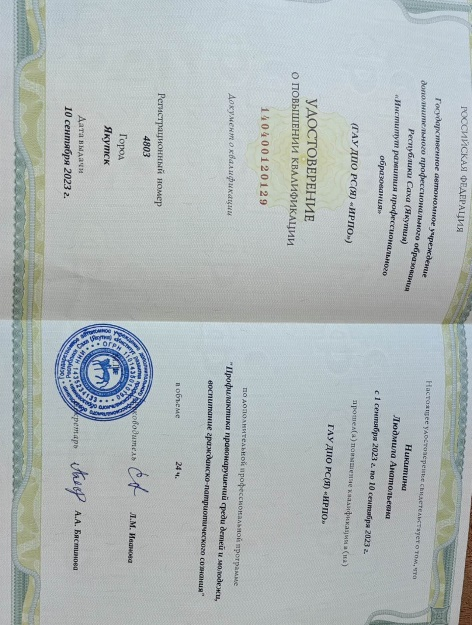 РОССИЙСКАЯ ФЕДЕРАЦИЯ
Государственное автономное учреждение
дополнительного профессионального образования
Республики Саха (Якутия)
«Институт развития профессионального
образования»
(ГАУ ДПО РС(Я) «ИРПО»)
УДОСТОВЕРЕНИЕ
О ПОВЫШЕНИИ КВАЛИФИКАЦИИ
140400120129
Документ о квалификации
Регистрационный номер
4803
Город
Якутск
Дата выдачи
10 сентября 2023 г.
Настоящее удостоверение свидетельствует о том, что
Никитина
Людмила Анатольевна
с 1 сентября 2023 г. по 10 сентября 2023 г.
прошел(а) повышение квалификации в (на)
ГАУ ДПО РС(Я) «ИРПО»
по дополнительной профессиональной программе
"Профилактика правонарушений среди детей и молодежи,
воспитание гражданско-патриотического сознания"
в объеме 24 ч.
Руководитель Л.М. Иванова
Секретарь А.А. Бястинова